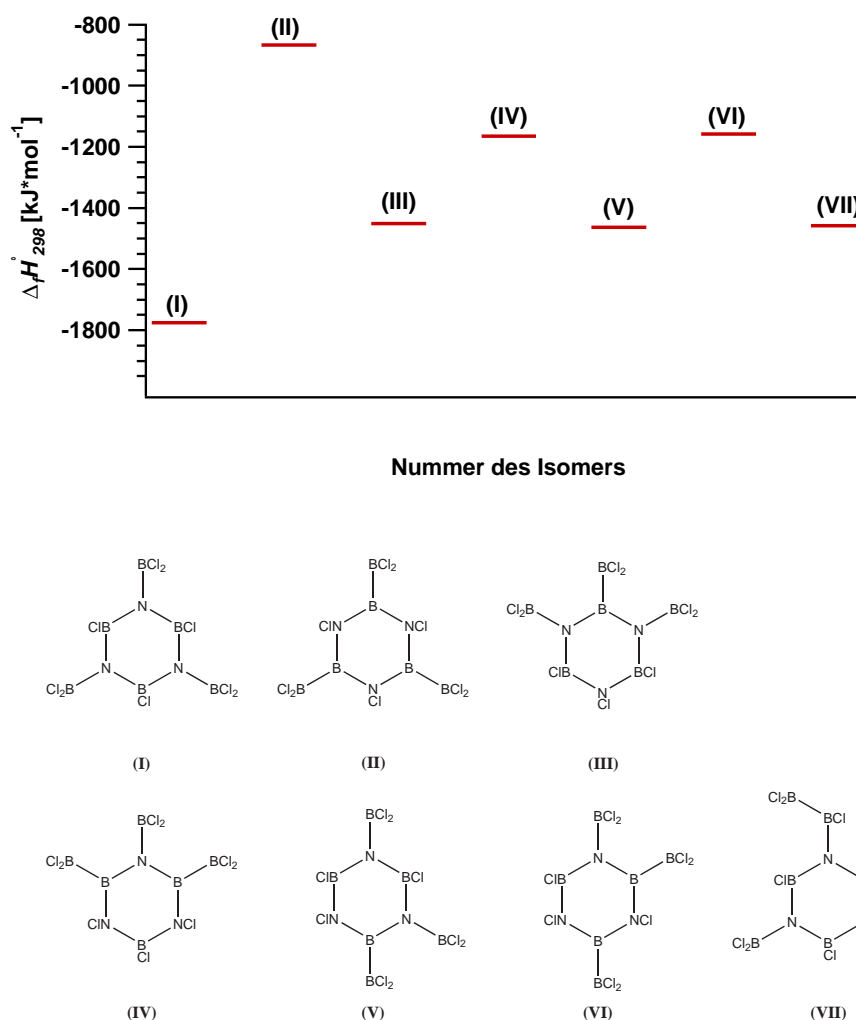 -800
-1000
-1200
-1400
-1600
-1800
ΔfH°298 [kJ*mol-1]
(I)
(II)
(III)
(IV)
(V)
(VI)
(VII)
Nummer des Isomers
BCl2
N
ClB BCl
N N
Cl2B B BCl2
Cl
(I)
BCl2
B
ClN NCl
B B
Cl2B N BCl2
Cl
(II)
BCl2
Cl2B B BCl2
N N
ClB BCl
N
Cl
(III)
BCl2
Cl2B N BCl2
B B
ClN NCl
B
Cl
(IV)
BCl2
N
ClB BCl
ClN N
B BCl2
BCl2
(V)
BCl2
N BCl2
ClB B
ClN NCl
B
BCl2
(VI)
Cl2B
BCl
N
ClB
N
Cl2B B
Cl
(VII)